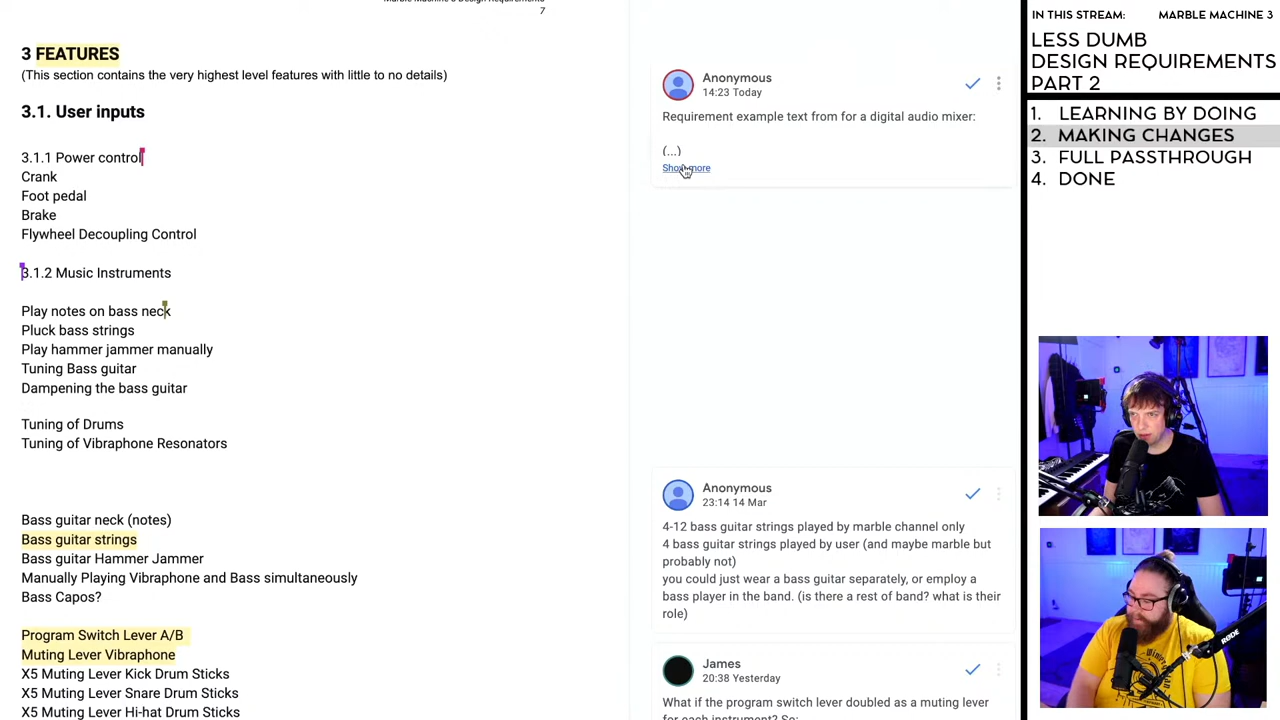 Marble Machine 3 Design Requirements
7
3 FEATURES
(This section contains the very highest level features with little to no details)
3.1. User inputs
3.1.1 Power control
Crank
Foot pedal
Brake
Flywheel Decoupling Control
3.1.2 Music Instruments
Play notes on bass neck
Pluck bass strings
Play hammer jammer manually
Tuning Bass guitar
Dampening the bass guitar
Tuning of Drums
Tuning of Vibraphone Resonators
Bass guitar neck (notes)
Bass guitar strings
Bass guitar Hammer Jammer
Manually Playing Vibraphone and Bass simultaneously
Bass Capos?
Program Switch Lever A/B
Muting Lever Vibraphone
X5 Muting Lever Kick Drum Sticks
X5 Muting Lever Snare Drum Sticks
X5 Muting Lever Hi-hat Drum Sticks
Anonymous
14:23 Today
Requirement example text from for a digital audio mixer:
(...)
Show more
Anonymous
23:14 14 Mar
4-12 bass guitar strings played by marble channel only
4 bass guitar strings played by user (and maybe marble but
probably not)
you could just wear a bass guitar separately, or employ a
bass player in the band. (is there a rest of band? what is their
role)
James
20:38 Yesterday
What if the program switch lever doubled as a muting lever
for each instrument? So:
IN THIS STREAM: MARBLE MACHINE 3
LESS DUMB
DESIGN REQUIREMENTS
PART 2
1. LEARNING BY DOING
2. MAKING CHANGES
3. FULL PASSTHROUGH
4. DONE
RØDE